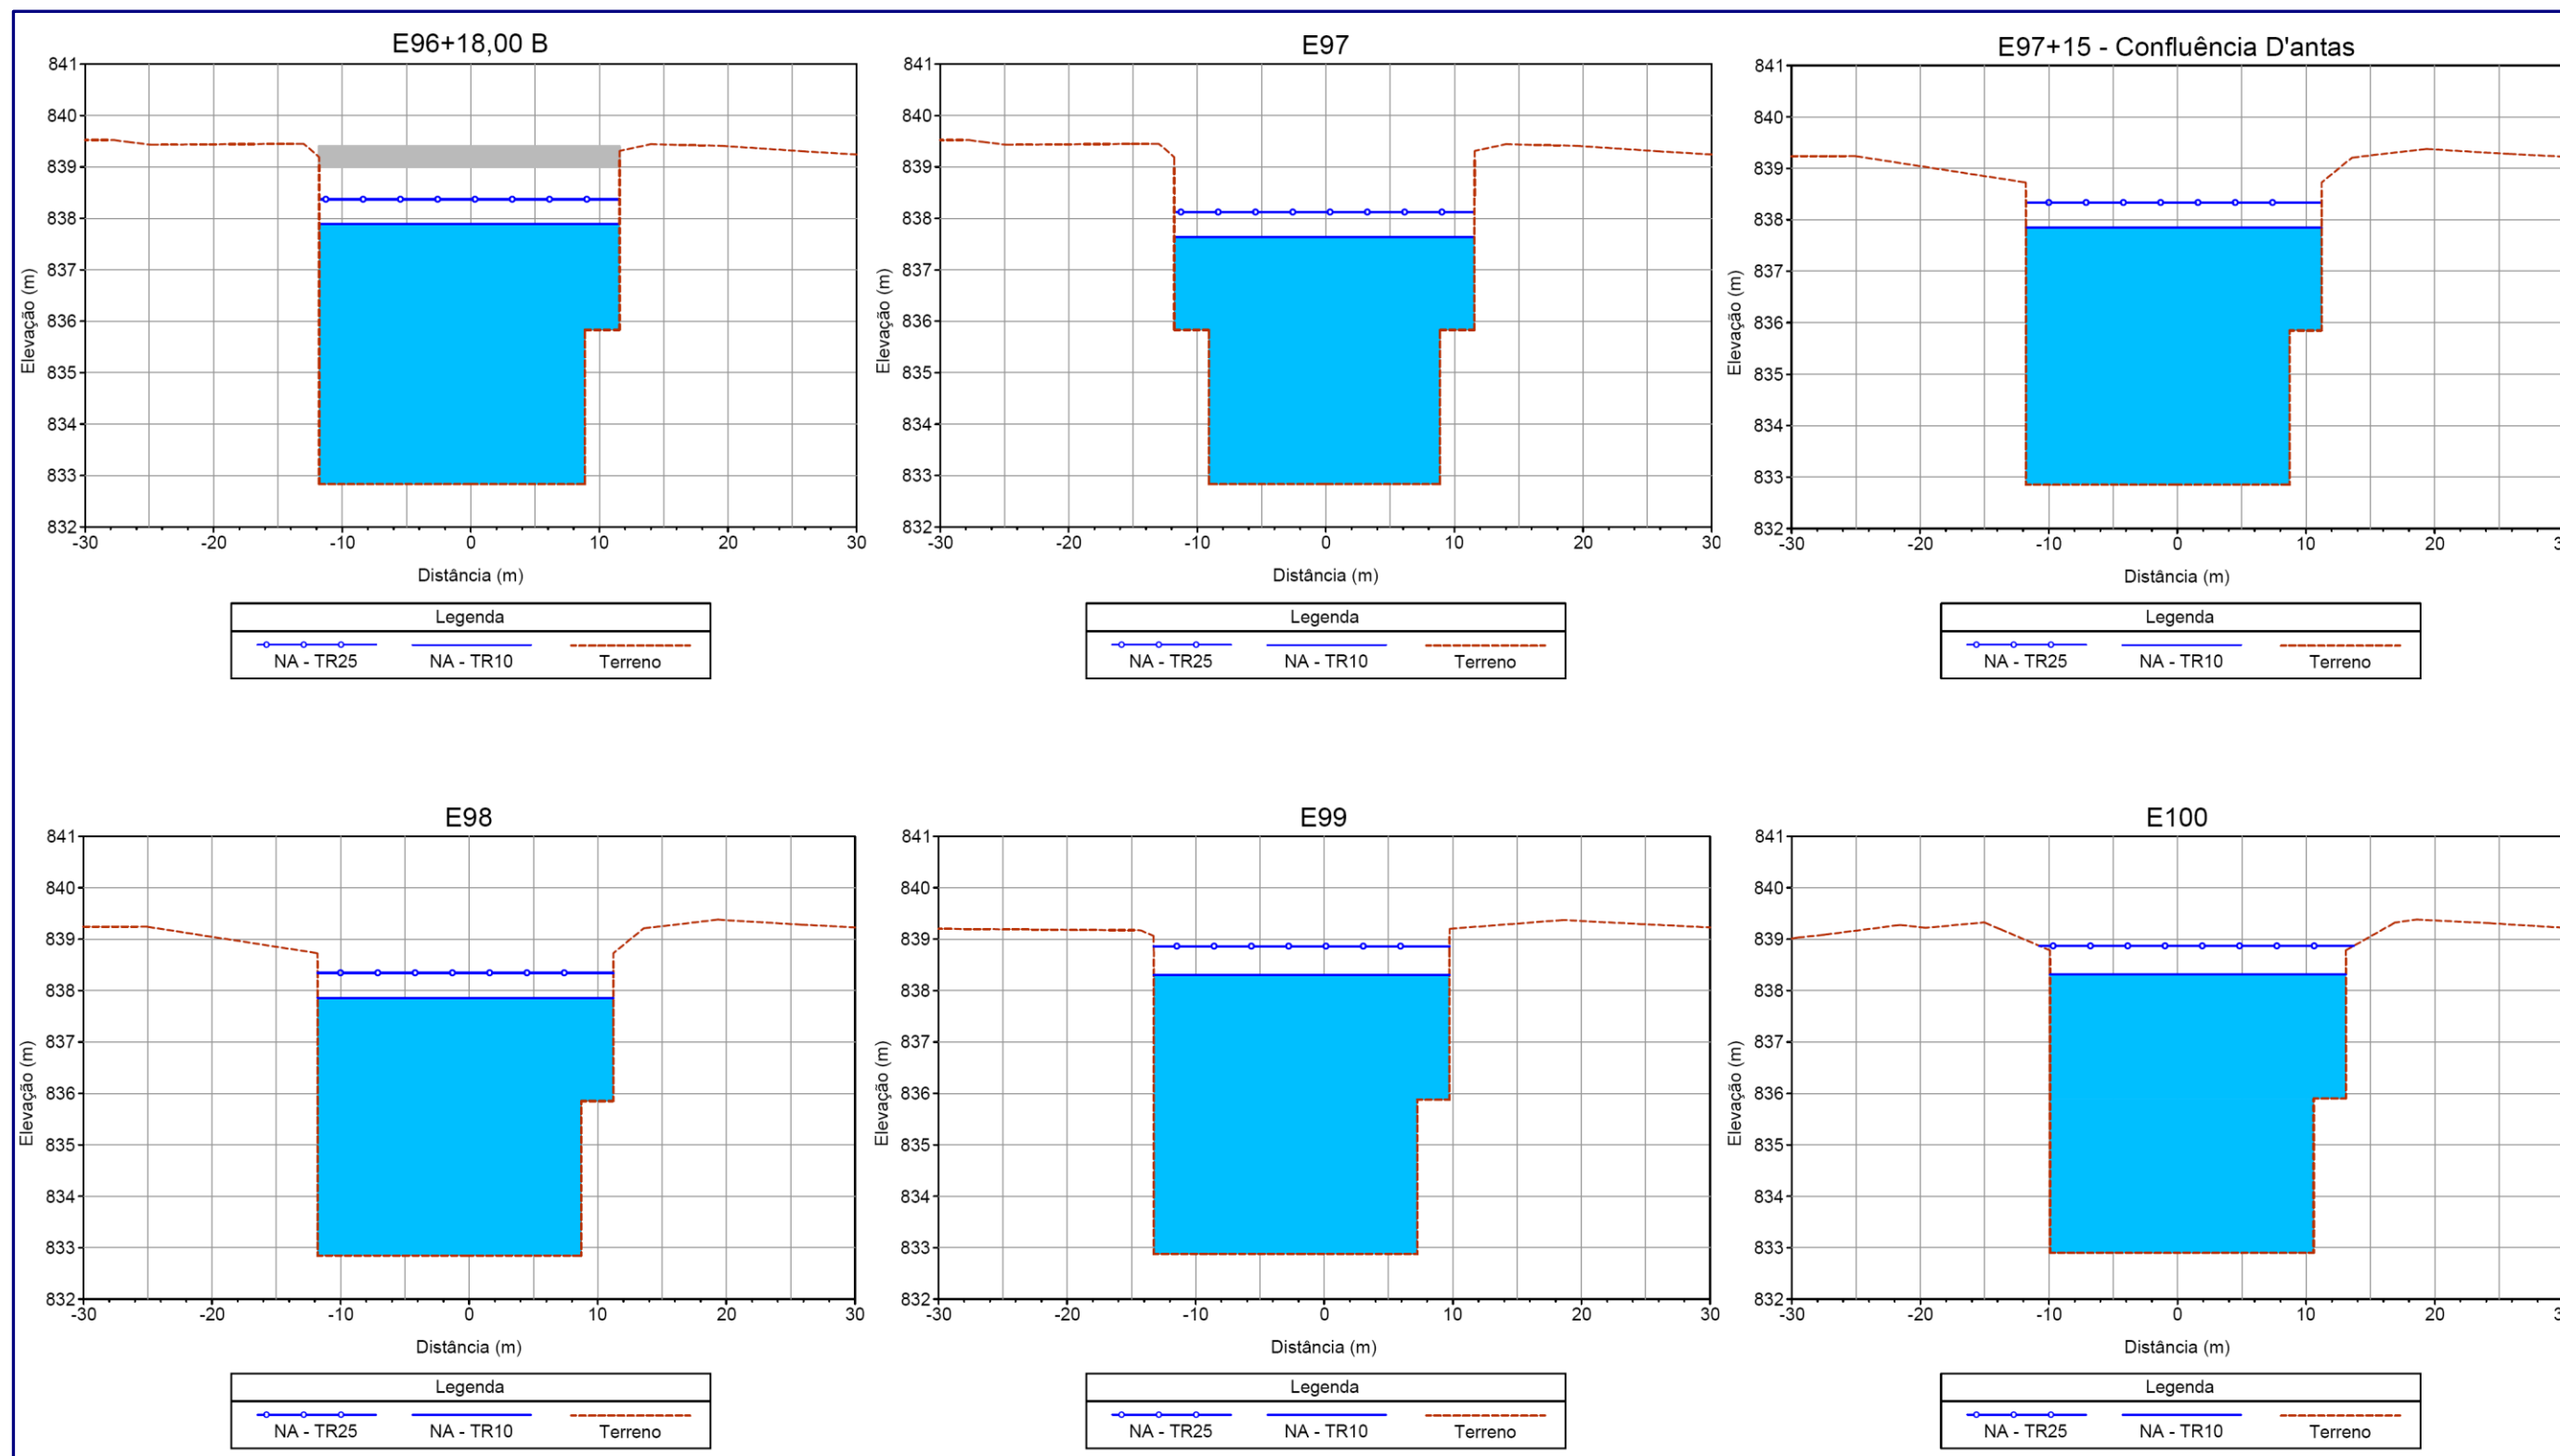 E96+18,00 B
841
840
839
838
837
836
835
834
833
832
Elevação (m)
-30 -20 -10 0 10 20 30
Distância (m)
Legenda
NA - TR25 NA - TR10 Terreno
E97
841
840
839
838
837
836
835
834
833
832
Elevação (m)
-30 -20 -10 0 10 20 30
Distância (m)
Legenda
NA - TR25 NA - TR10 Terreno
E97+15 - Confluência D'antas
841
840
839
838
837
836
835
834
833
832
Elevação (m)
-30 -20 -10 0 10 20
Distância (m)
Legenda
NA - TR25 NA - TR10 Terreno
E98
841
840
839
838
837
836
835
834
833
832
Elevação (m)
-30 -20 -10 0 10 20 30
Distância (m)
Legenda
NA - TR25 NA - TR10 Terreno
E99
841
840
839
838
837
836
835
834
833
832
Elevação (m)
-30 -20 -10 0 10 20 30
Distância (m)
Legenda
NA - TR25 NA - TR10 Terreno
E100
841
840
839
838
837
836
835
834
833
832
Elevação (m)
-30 -20 -10 0 10 20
Distância (m)
Legenda
NA - TR25 NA - TR10 Terreno